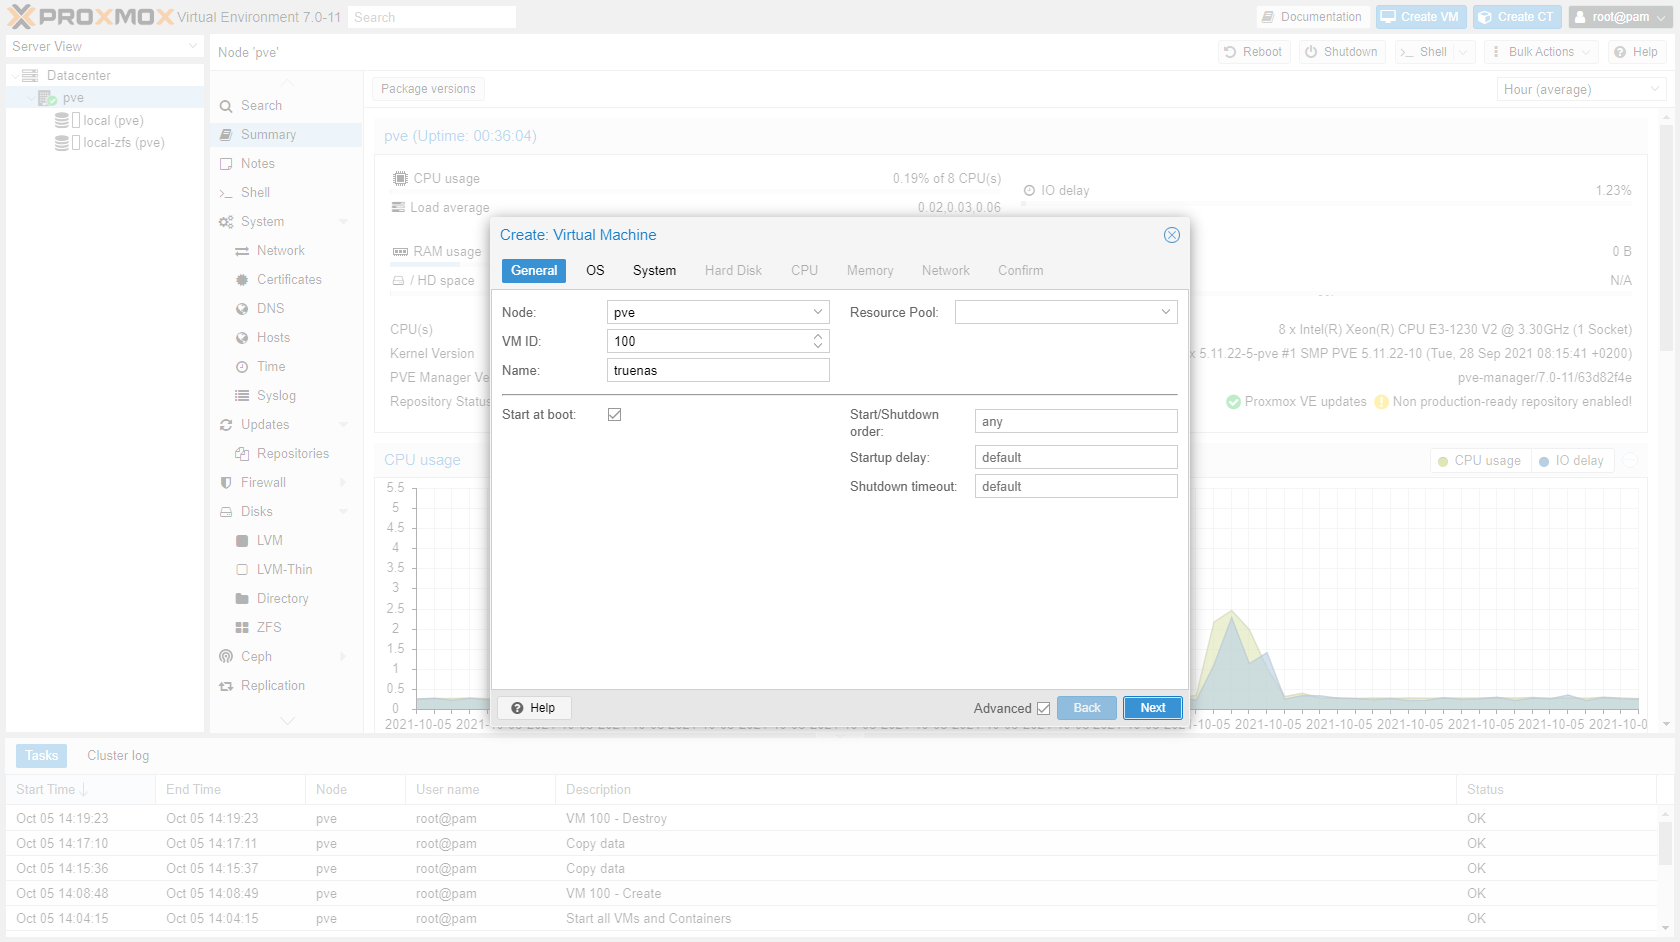 PROXMOX Virtual Environment 7.0-11 Search Documentation Create VM Create CT root@pam
Server View
Node 'pve' Reboot Shutdown Shell Bulk Actions Help
Datacenter
pve
local (pve)
local-zfs (pve)
Search
Summary
Notes
Shell
System
Network
Certificates
DNS
Hosts
Time
Syslog
Updates
Repositories
Firewall
Disks
LVM
LVM-Thin
Directory
ZFS
Ceph
Replication
Package versions Hour (average)
pve (Uptime: 00:36:04)
CPU usage 0.19% of 8 CPU(s)
IO delay 1.23%
Load average 0.02,0.03,0.06
RAM usage 0 B
/ HD space N/A
CPU(s) 8 x Intel(R) Xeon(R) CPU E3-1230 V2 @ 3.30GHz (1 Socket)
Kernel Version x 5.11.22-5-pve #1 SMP PVE 5.11.22-10 (Tue, 28 Sep 2021 08:15:41 +0200)
PVE Manager Ve pve-manager/7.0-11/63d82f4e
Repository Status Proxmox VE updates Non production-ready repository enabled!
Create: Virtual Machine
General OS System Hard Disk CPU Memory Network Confirm
Node: pve Resource Pool:
VM ID: 100
Name: truenas
Start at boot: Start/Shutdown order: any
Startup delay: default
Shutdown timeout: default
Help Advanced Back Next
CPU usage CPU usage IO delay
5.5
5
4.5
4
3.5
3
2.5
2
1.5
1
0.5
0
2021-10-05 2021-10-05 2021-10-05 2021-10-05 2021-10-05 2021-10-05 2021-10-0
Tasks Cluster log
Start Time End Time Node User name Description Status
Oct 05 14:19:23 Oct 05 14:19:23 pve root@pam VM 100 - Destroy OK
Oct 05 14:17:10 Oct 05 14:17:11 pve root@pam Copy data OK
Oct 05 14:15:36 Oct 05 14:15:37 pve root@pam Copy data OK
Oct 05 14:08:48 Oct 05 14:08:49 pve root@pam VM 100 - Create OK
Oct 05 14:04:15 Oct 05 14:04:15 pve root@pam Start all VMs and Containers OK